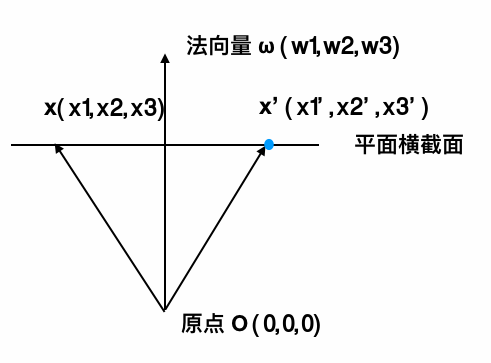 法向量 ω ( w1,w2,w3)
x( x1,x2,x3)
x’ ( x1’ ,x2’ ,x3’ )
平面横截面
原点 O ( 0,0,0)